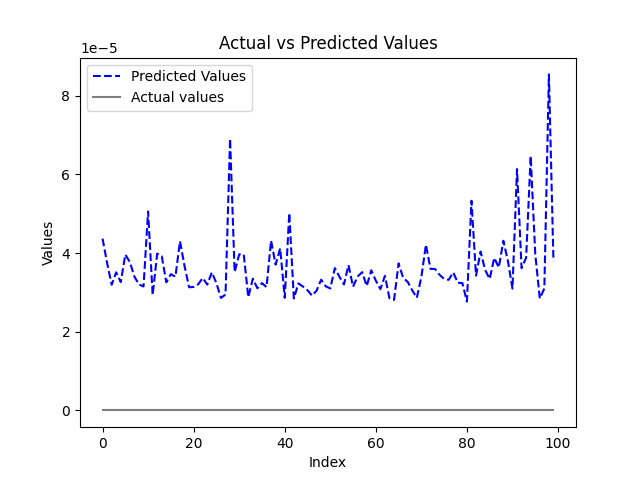 Actual vs Predicted Values
1e−5
Predicted Values
Actual values
8
6
4
2
0
Values
0 20 40 60 80 100
Index